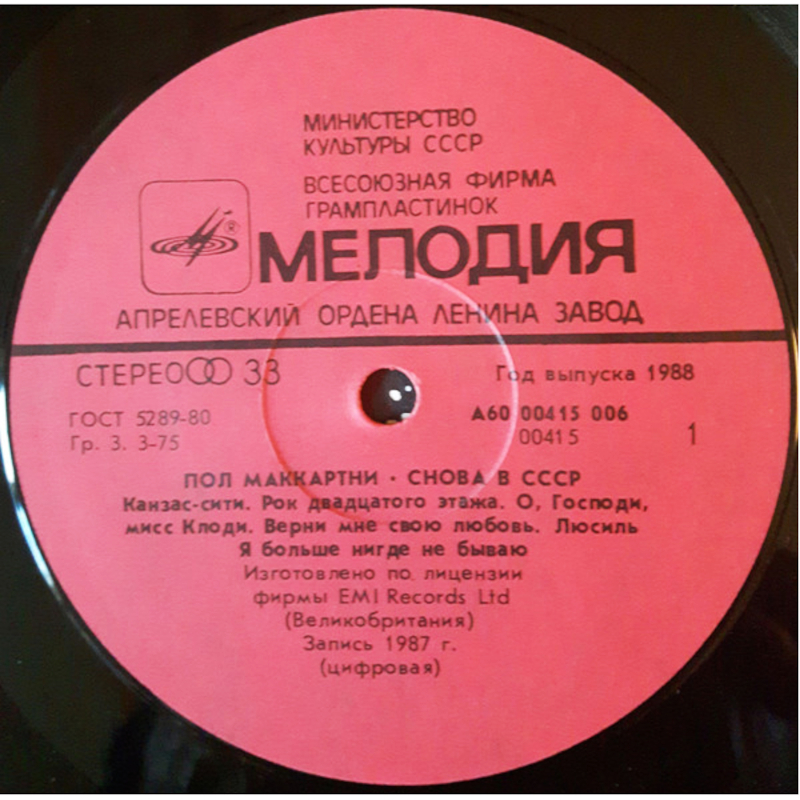 МИНИСТЕРСТВО
КУЛЬТУРЫ СССР
ВСЕСОЮЗНАЯ ФИРМА
ГРАМПЛАСТИНОК
®
МЕЛОДИЯ
АПРЕЛЕВСКИЙ ОРДЕНА ЛЕНИНА ЗАВОД
СТЕРЕО 33
Год выпуска 1988
ГОСТ 5289-80
А60 00415 006
Гр. 3. 3-75
00415
1
ПОЛ МАККАРТНИ · СНОВА В СССР
Канзас-сити. Рок двадцатого этажа. О, Господи,
мисс Клоди. Верни мне свою любовь. Люсиль
Я больше нигде не бываю
Изготовлено по лицензии
фирмы EMI Records Ltd
(Великобритания)
Запись 1987 г.
(цифровая)